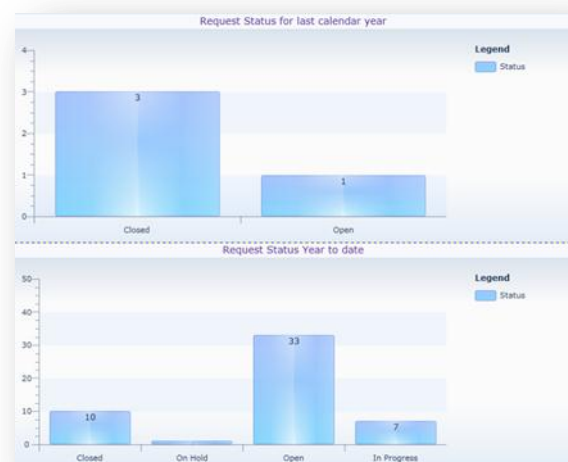 Request Status for last calendar year
Legend
Status
4
3
2
1
0
3
1
Closed Open
Request Status Year to date
Legend
Status
50
40
30
20
10
0
10
33
7
Closed On Hold Open In Progress